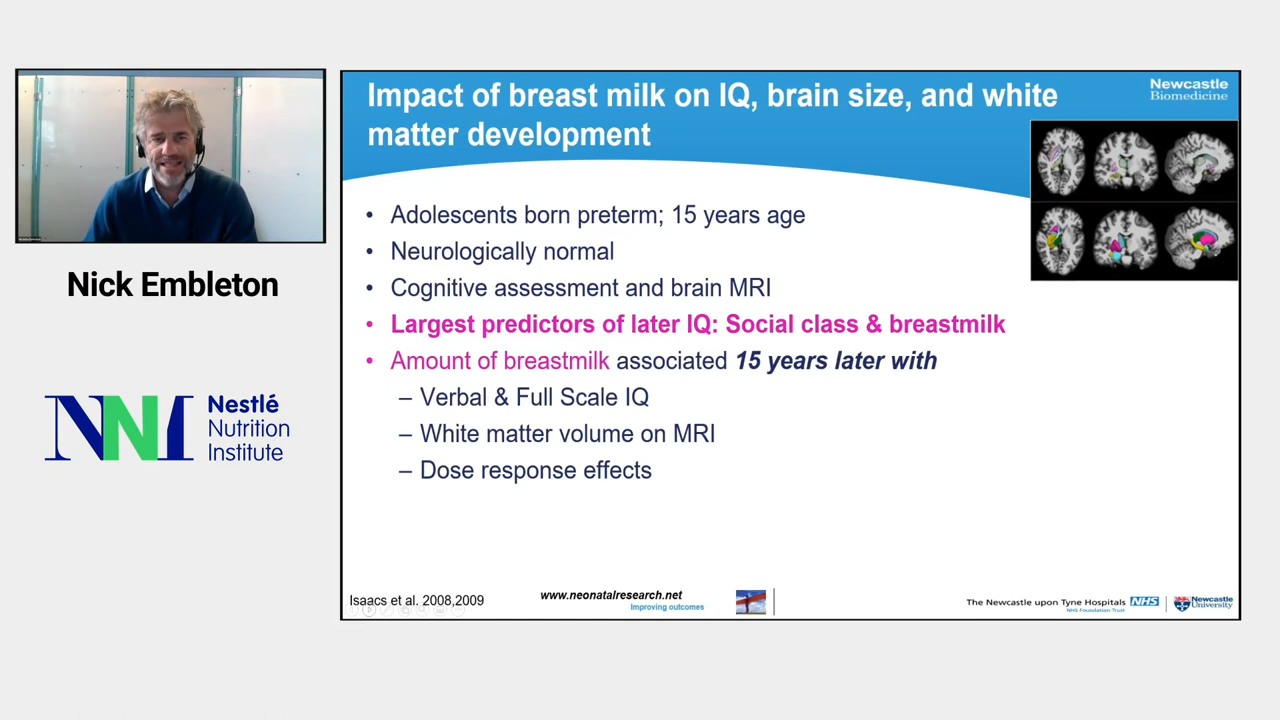 Impact of breast milk on IQ, brain size, and white
matter development
Newcastle
Biomedicine
• Adolescents born preterm; 15 years age
• Neurologically normal
• Cognitive assessment and brain MRI
• Largest predictors of later IQ: Social class & breastmilk
• Amount of breastmilk associated 15 years later with
– Verbal & Full Scale IQ
– White matter volume on MRI
– Dose response effects
Nick Embleton
NNI
Nestlé
Nutrition
Institute
Isaacs et al. 2008,2009
www.neonatalresearch.net
Improving outcomes
The Newcastle upon Tyne Hospitals NHS
NHS Foundation Trust
Newcastle
University